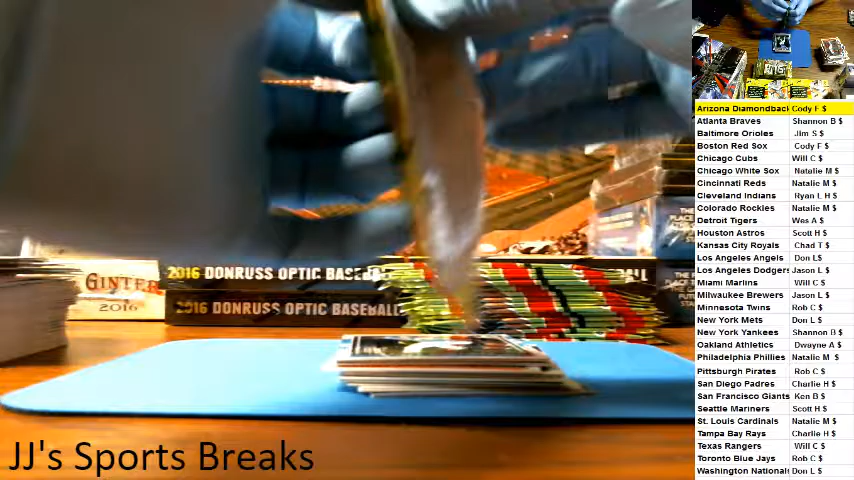 GINTER
2016
2016 DONRUSS OPTIC BASEBALL
2016 DONRUSS OPTIC BASEBALL
JJ's Sports Breaks
Arizona Diamondback Cody F $
Atlanta Braves Shannon B $
Baltimore Orioles Jim S $
Boston Red Sox Cody F $
Chicago Cubs Will C $
Chicago White Sox Natalie M $
Cincinnati Reds Natalie M $
Cleveland Indians Ryan L H $
Colorado Rockies Natalie M $
Detroit Tigers Wes A $
Houston Astros Scott H $
Kansas City Royals Chad T $
Los Angeles Angels Don L $
Los Angeles Dodgers Jason L $
Miami Marlins Will C $
Milwaukee Brewers Jason L $
Minnesota Twins Rob C $
New York Mets Don L $
New York Yankees Shannon B $
Oakland Athletics Dwayne A $
Philadelphia Phillies Natalie M $
Pittsburgh Pirates Rob C $
San Diego Padres Charlie H $
San Francisco Giants Ken B $
Seattle Mariners Scott H $
St. Louis Cardinals Natalie M $
Tampa Bay Rays Charlie H $
Texas Rangers Will C $
Toronto Blue Jays Rob C $
Washington Nationals Don L $